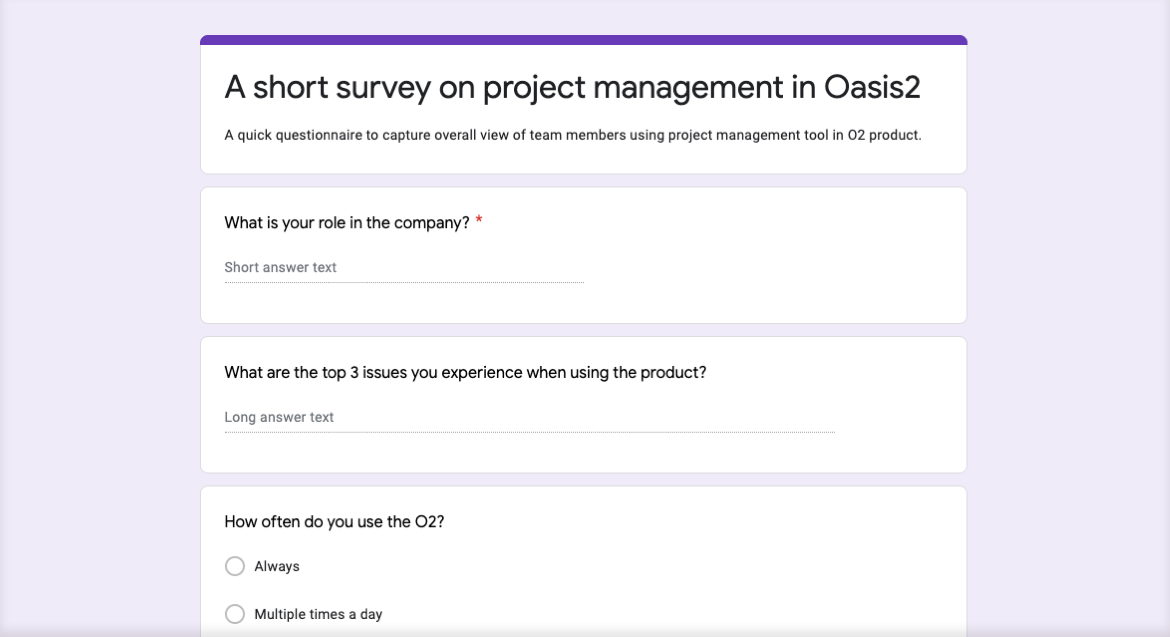 A short survey on project management in Oasis2
A quick questionnaire to capture overall view of team members using project management tool in O2 product.
What is your role in the company? *
Short answer text
What are the top 3 issues you experience when using the product?
Long answer text
How often do you use the O2?
Always
Multiple times a day